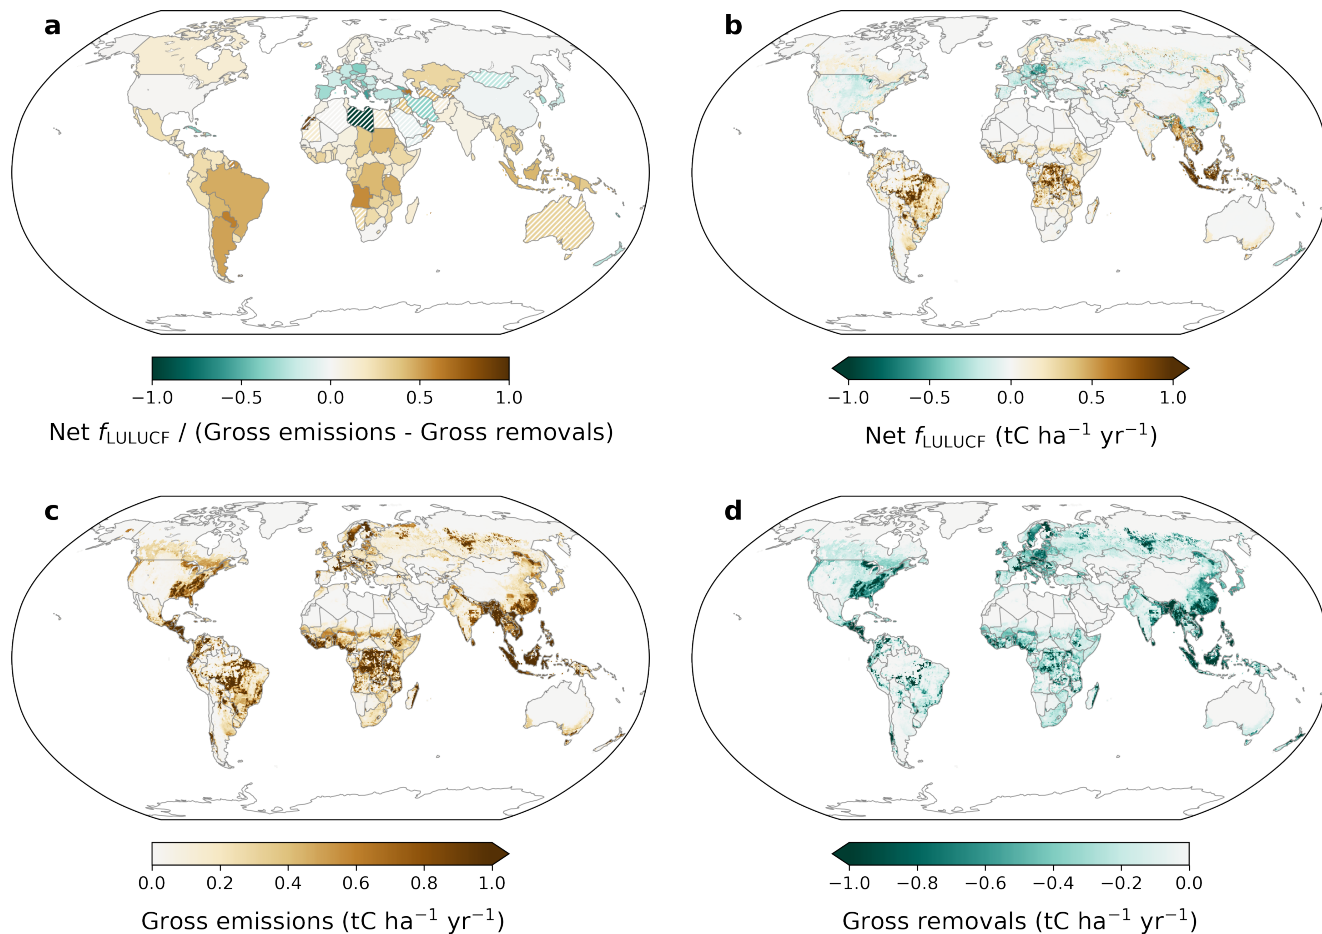 a
b
−1.0 −0.5 0.0 0.5 1.0
Net fLULUCF / (Gross emissions - Gross removals)
−1.0 −0.5 0.0 0.5 1.0
Net fLULUCF (tC ha⁻¹ yr⁻¹)
c
d
0.0 0.2 0.4 0.6 0.8 1.0
Gross emissions (tC ha⁻¹ yr⁻¹)
−1.0 −0.8 −0.6 −0.4 −0.2 0.0
Gross removals (tC ha⁻¹ yr⁻¹)